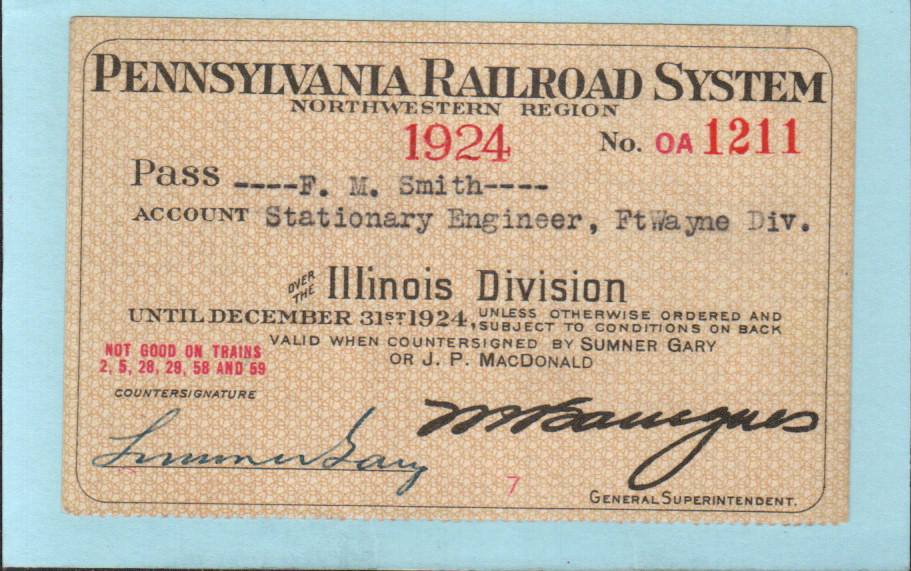 PENNSYLVANIA RAILROAD SYSTEM
NORTHWESTERN REGION
1924 No. OA 1211
Pass ----F. M. Smith----
ACCOUNT Stationary Engineer, FtWayne Div.
OVER THE Illinois Division
UNTIL DECEMBER 31ST 1924, UNLESS OTHERWISE ORDERED AND
SUBJECT TO CONDITIONS ON BACK
VALID WHEN COUNTERSIGNED BY SUMNER GARY
OR J. P. MACDONALD
NOT GOOD ON TRAINS
2, 5, 28, 29, 58 AND 59
COUNTERSIGNATURE
Sumner Gary
7
GENERAL SUPERINTENDENT.